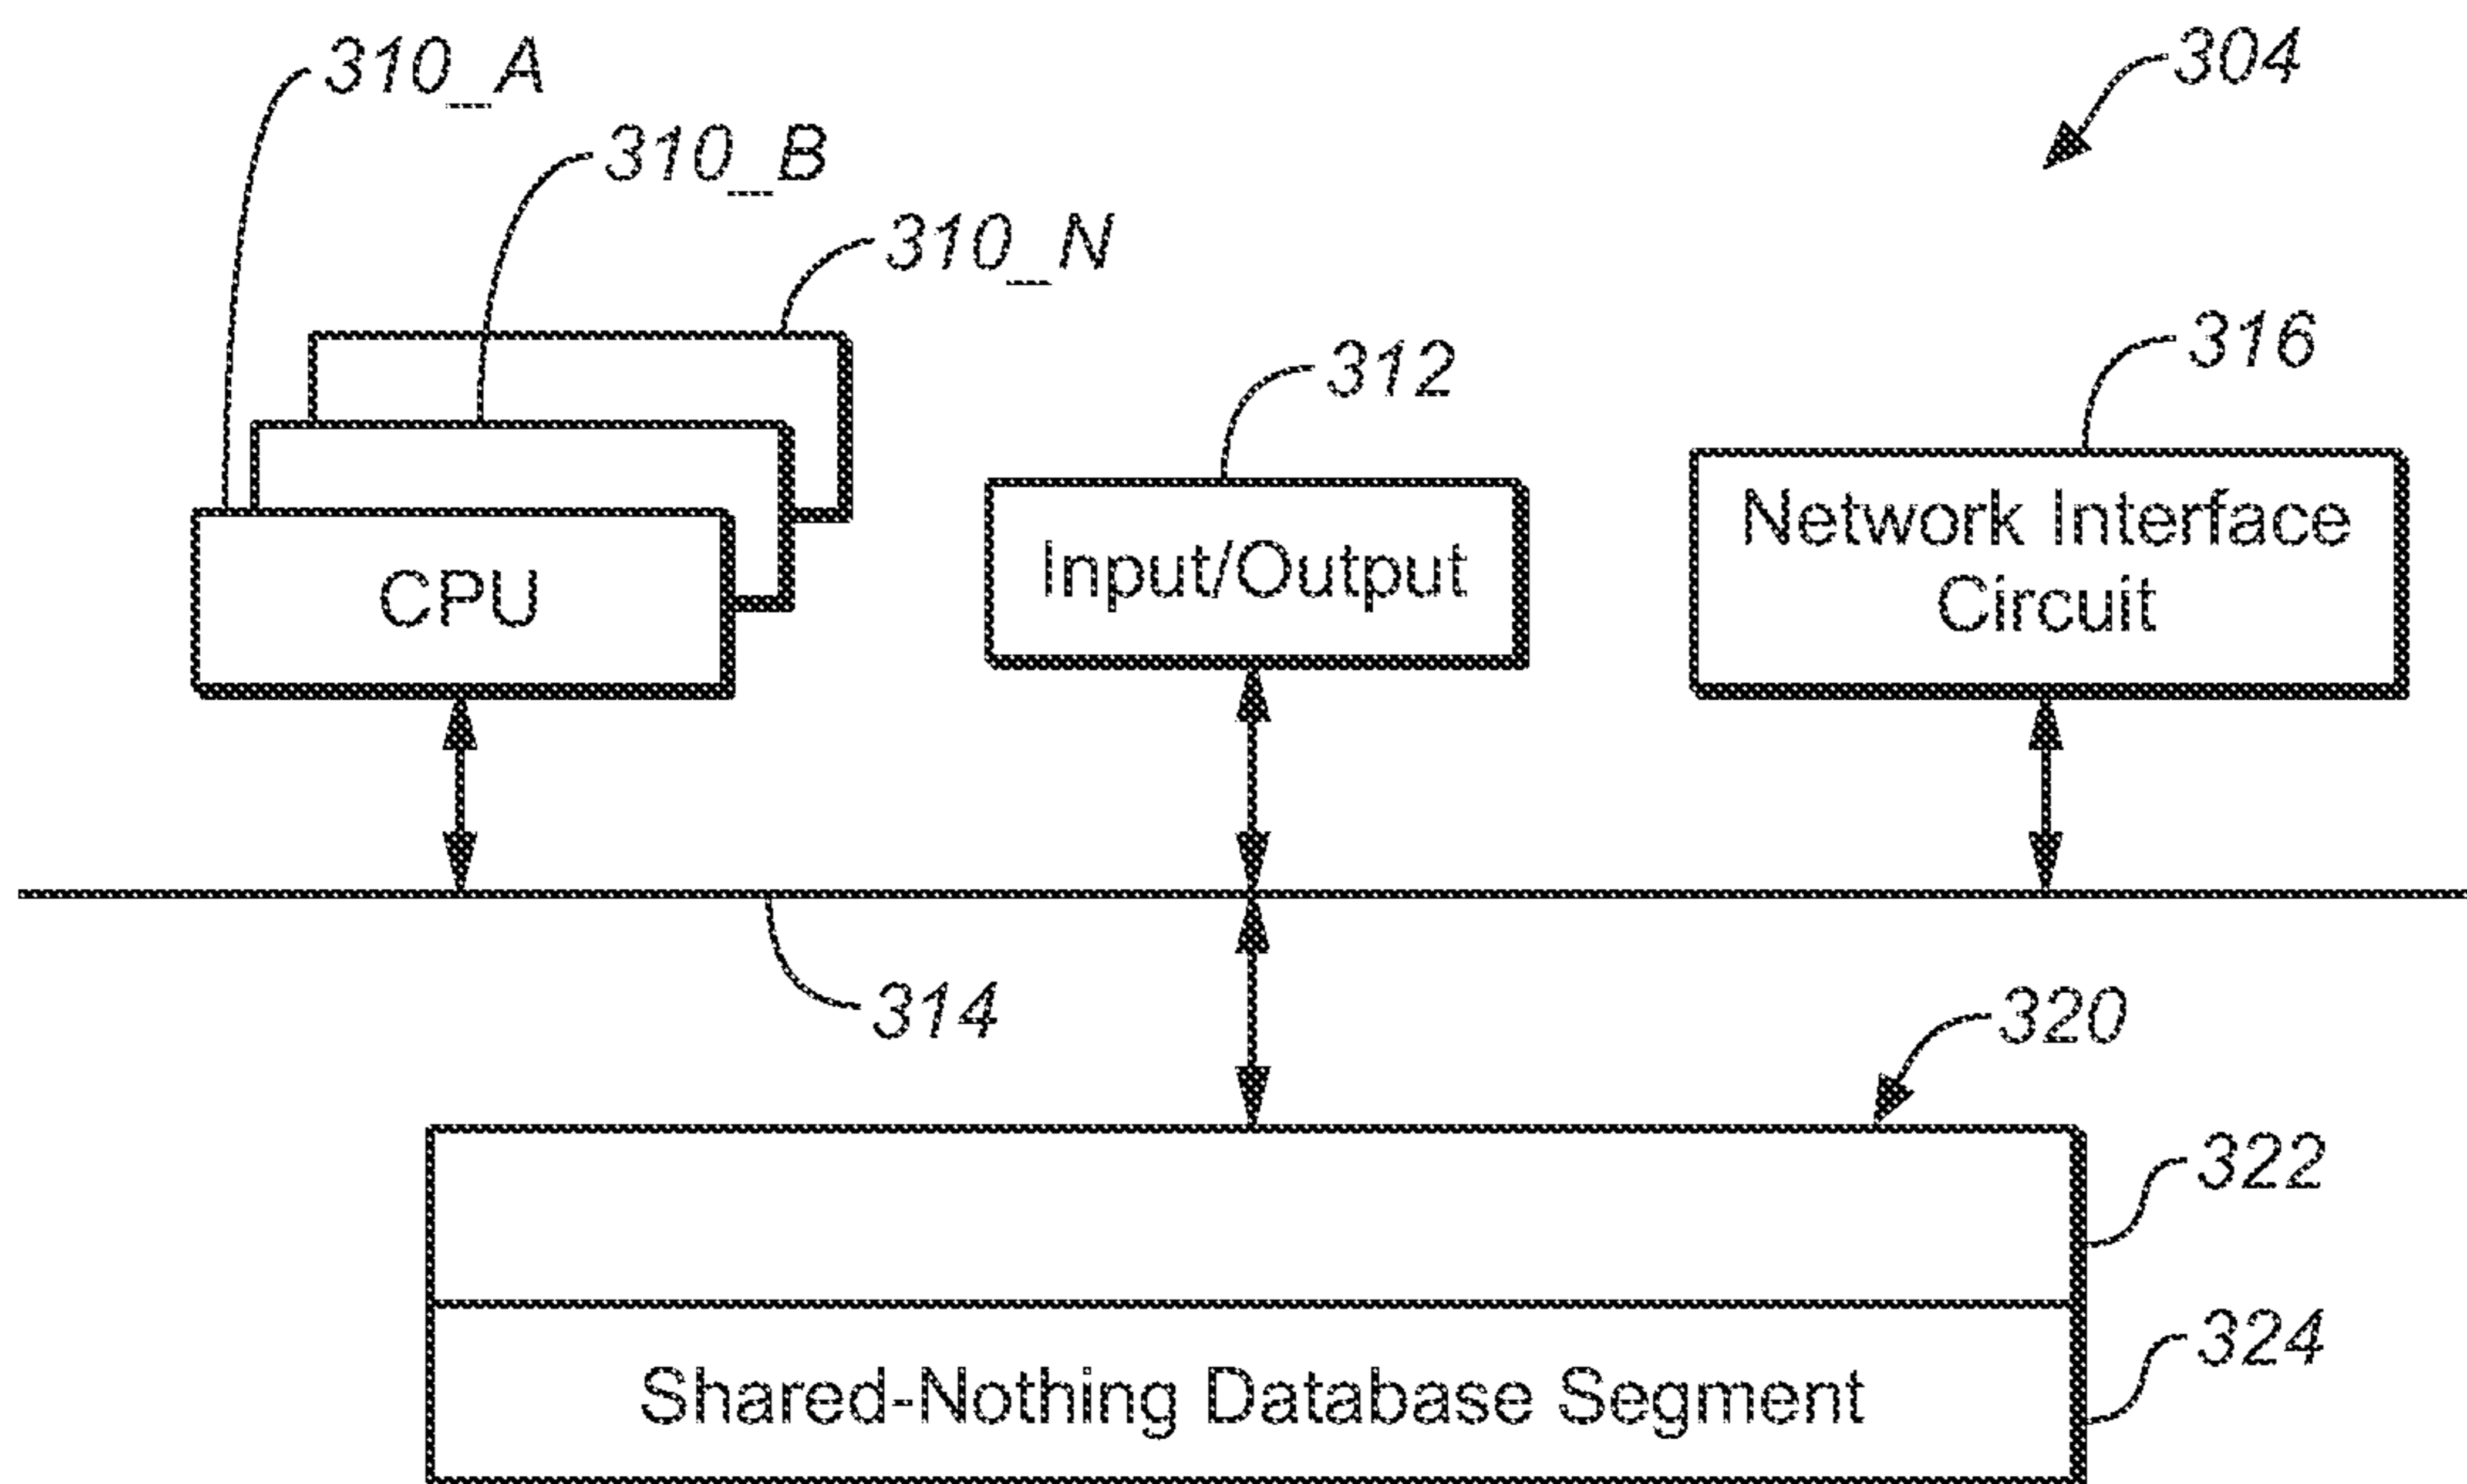 310_A
304
310_B
310_N
316
312
Network Interface
Circuit
Input/Output
CPU
314
320
322
324
Shared-Nothing Database Segment